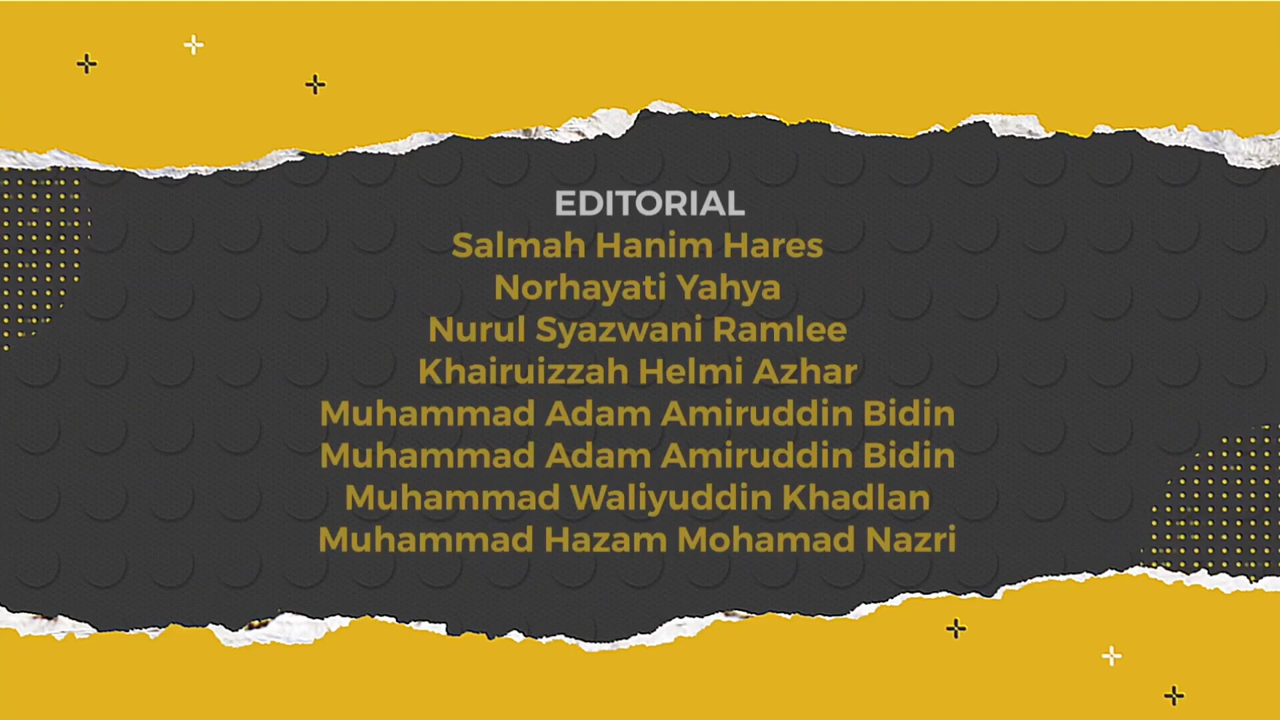 EDITORIAL
Salmah Hanim Hares
Norhayati Yahya
Nurul Syazwani Ramlee
Khairuizzah Helmi Azhar
Muhammad Adam Amiruddin Bidin
Muhammad Adam Amiruddin Bidin
Muhammad Waliyuddin Khadlan
Muhammad Hazam Mohamad Nazri